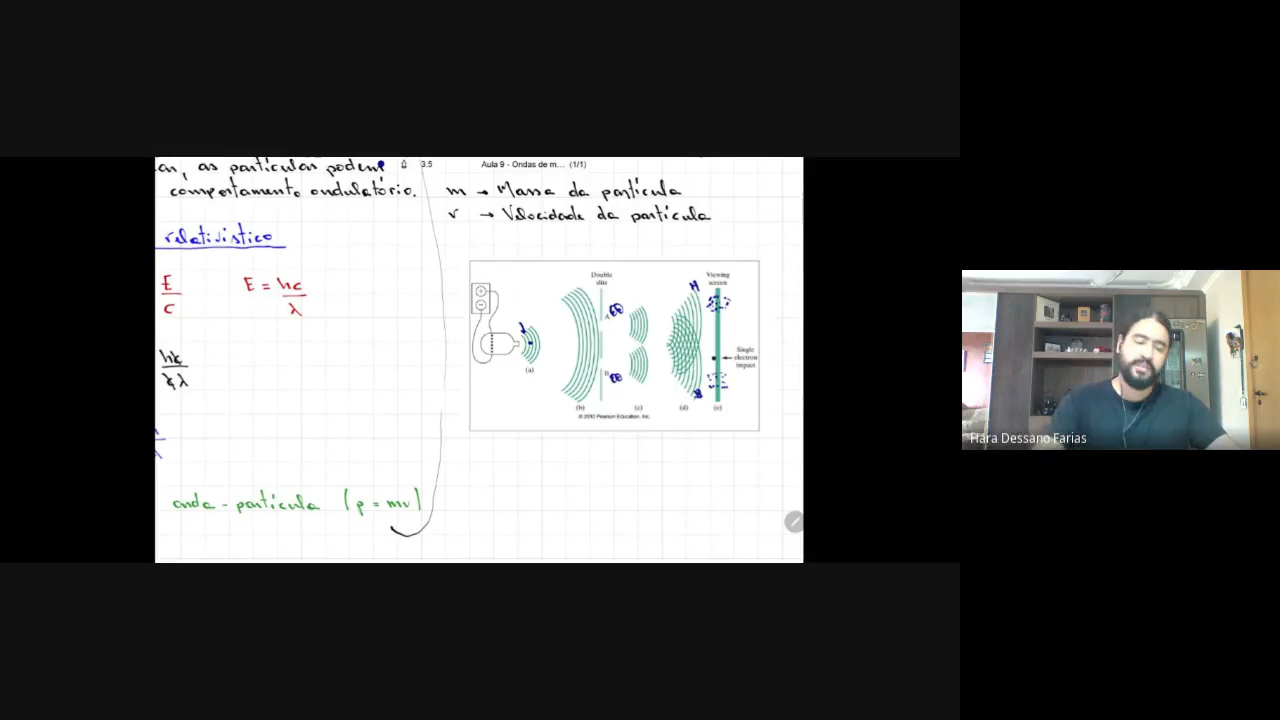 as partículas podem
comportamento ondulatório.
relativístico
E
c
E = hc
λ
hc
cλ
onda - partícula (p = mv)
3.5
Aula 9 - Ondas de m... (1/1)
m → Massa da partícula
v → Velocidade da partícula
Double
slits
Viewing
screen
A
B
Single
electron
impact
(a)
(b)
(c)
(d)
(e)
© 2010 Pearson Education, Inc.
Flára Dessano Farias